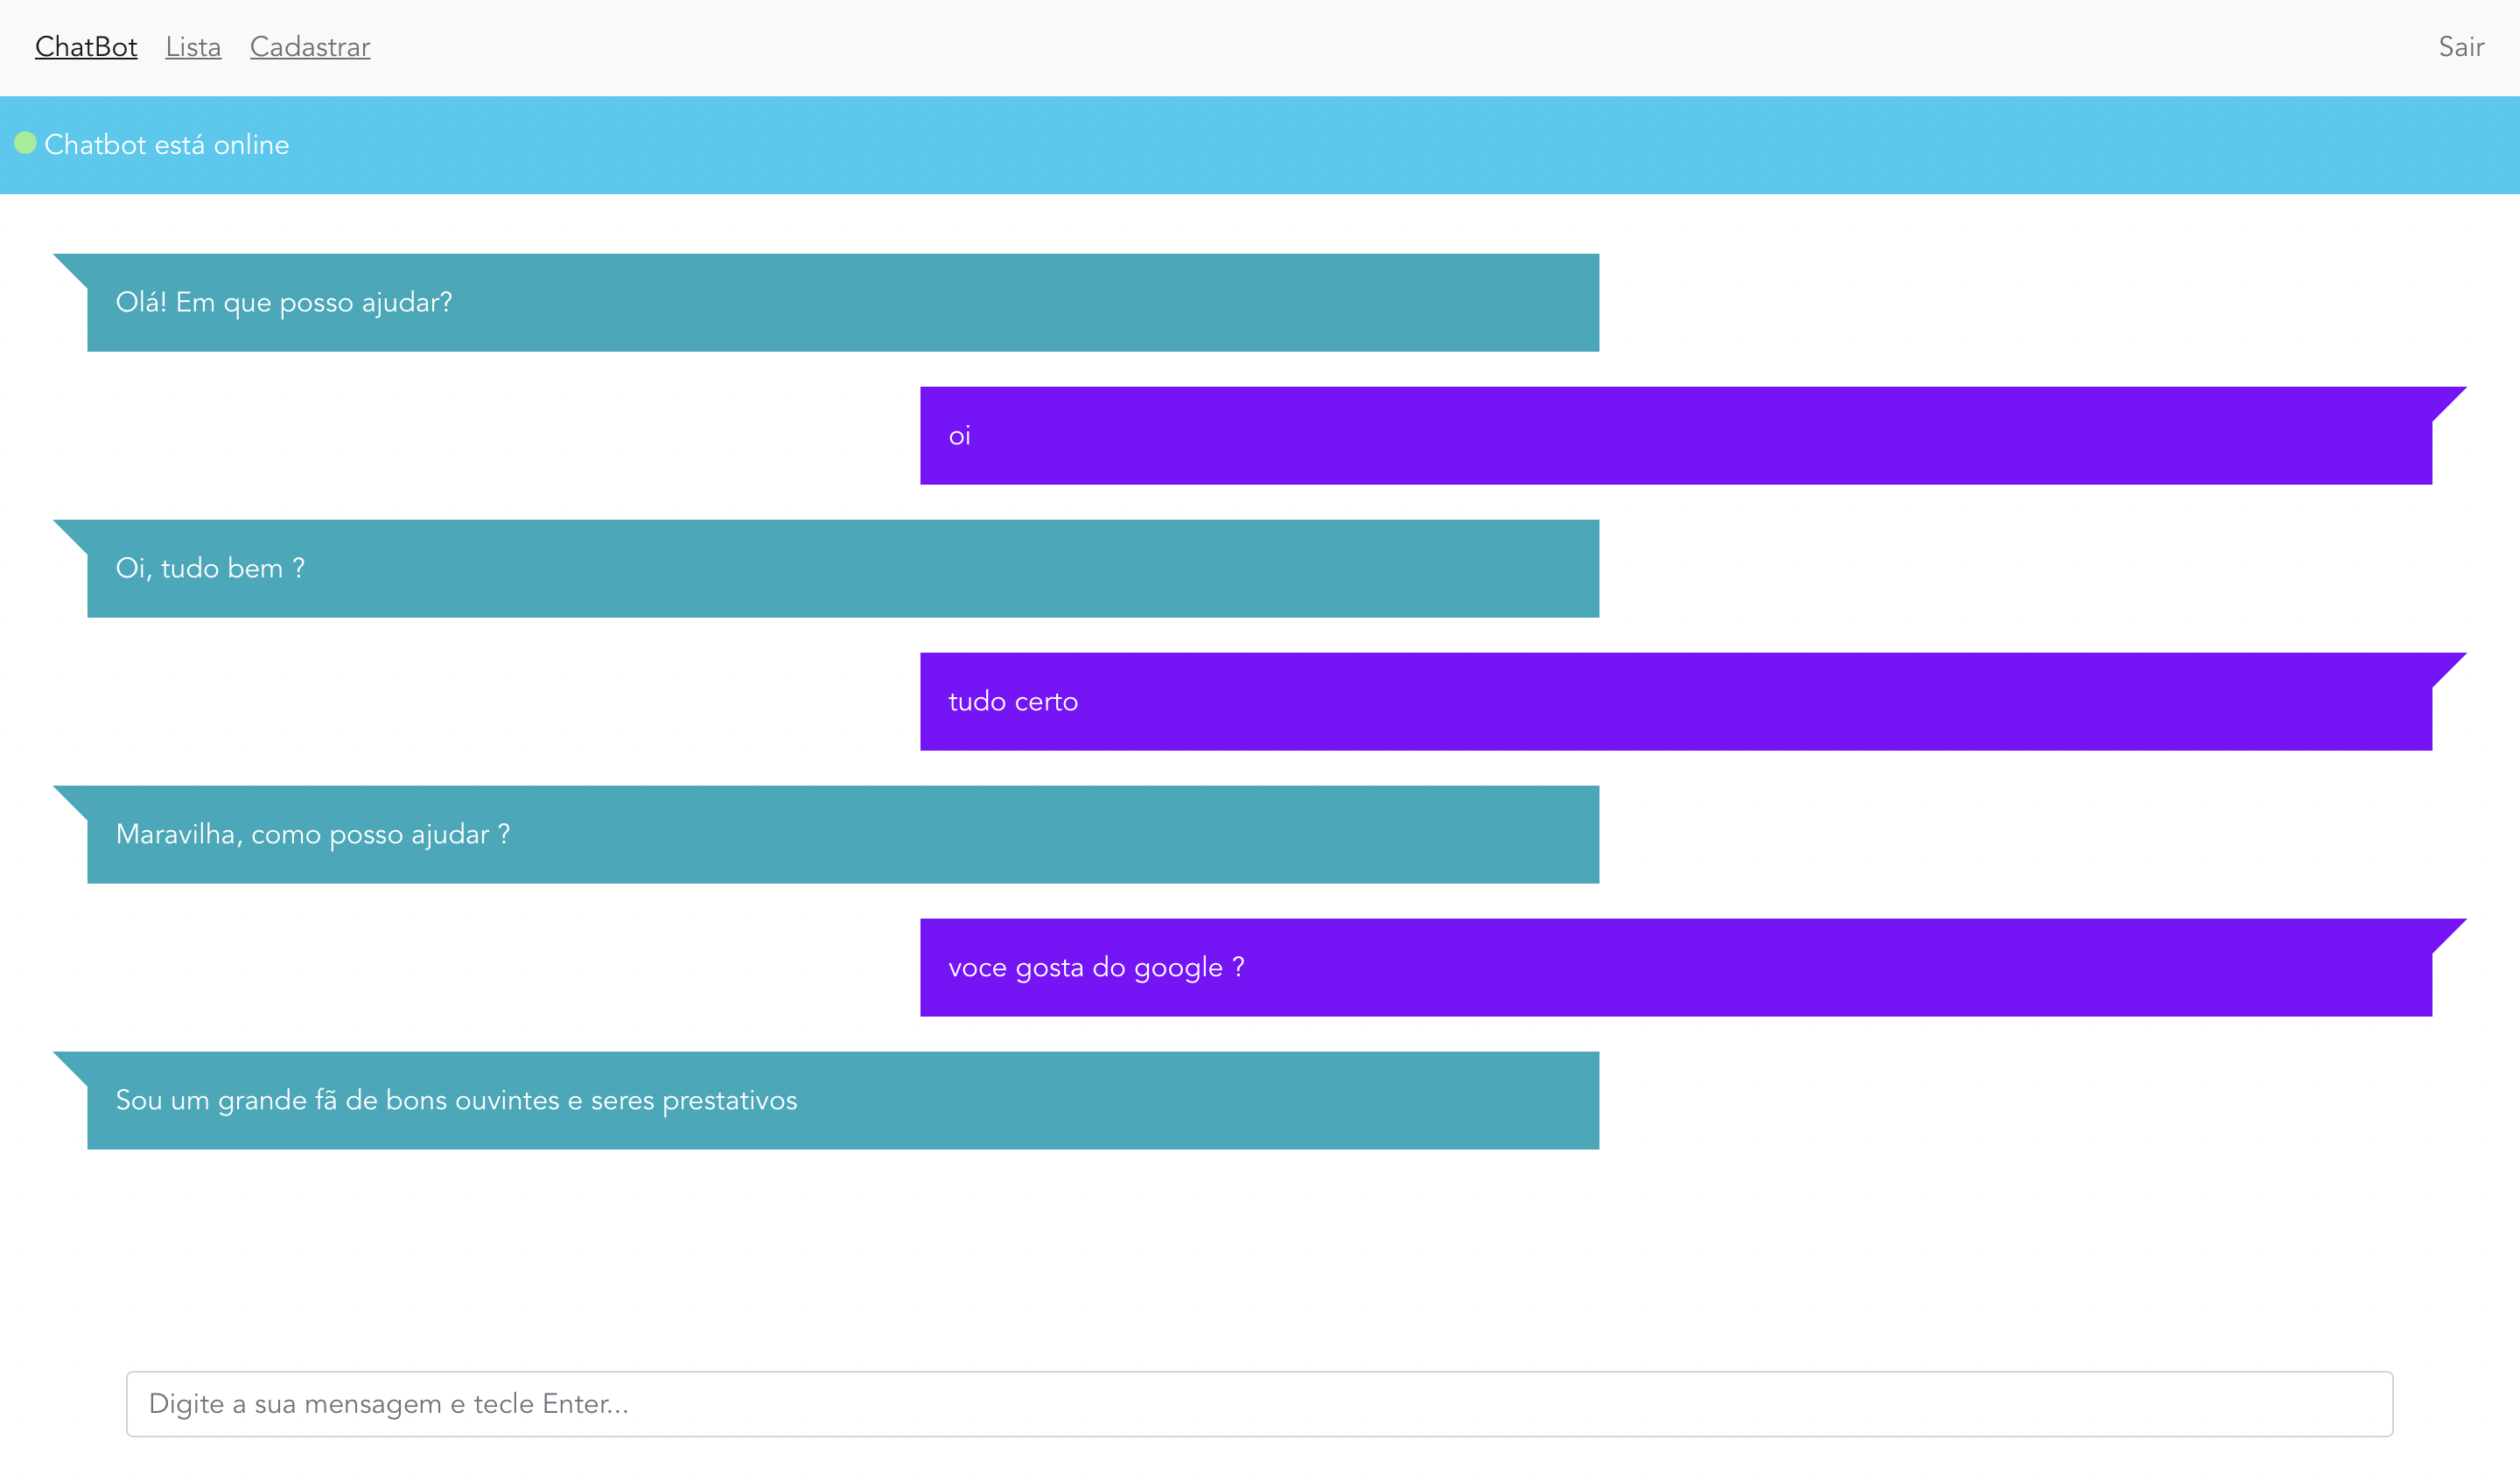 ChatBot Lista Cadastrar Sair
Chatbot está online
Olá! Em que posso ajudar?
oi
Oi, tudo bem ?
tudo certo
Maravilha, como posso ajudar ?
voce gosta do google ?
Sou um grande fã de bons ouvintes e seres prestativos
Digite a sua mensagem e tecle Enter...